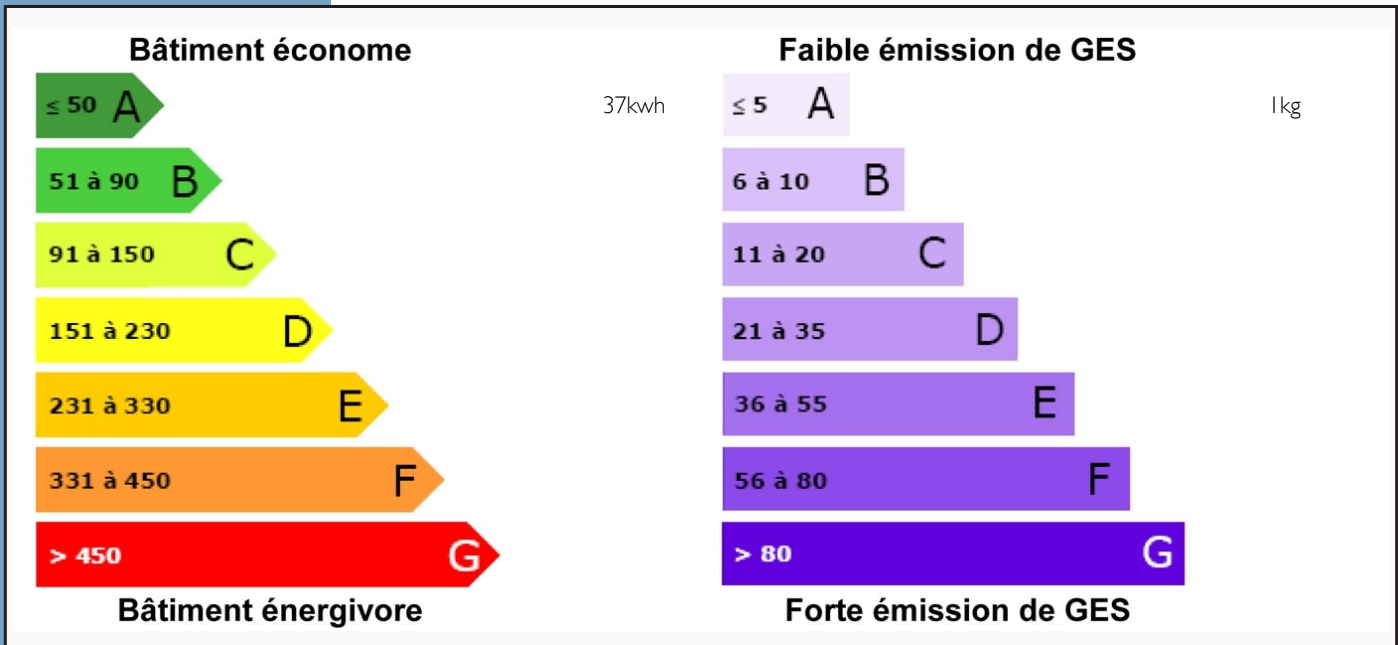 Bâtiment économe
≤ 50 A
37kwh
51 à 90 B
91 à 150 C
151 à 230 D
231 à 330 E
331 à 450 F
> 450 G
Bâtiment énergivore
Faible émission de GES
≤ 5 A
1kg
6 à 10 B
11 à 20 C
21 à 35 D
36 à 55 E
56 à 80 F
> 80 G
Forte émission de GES